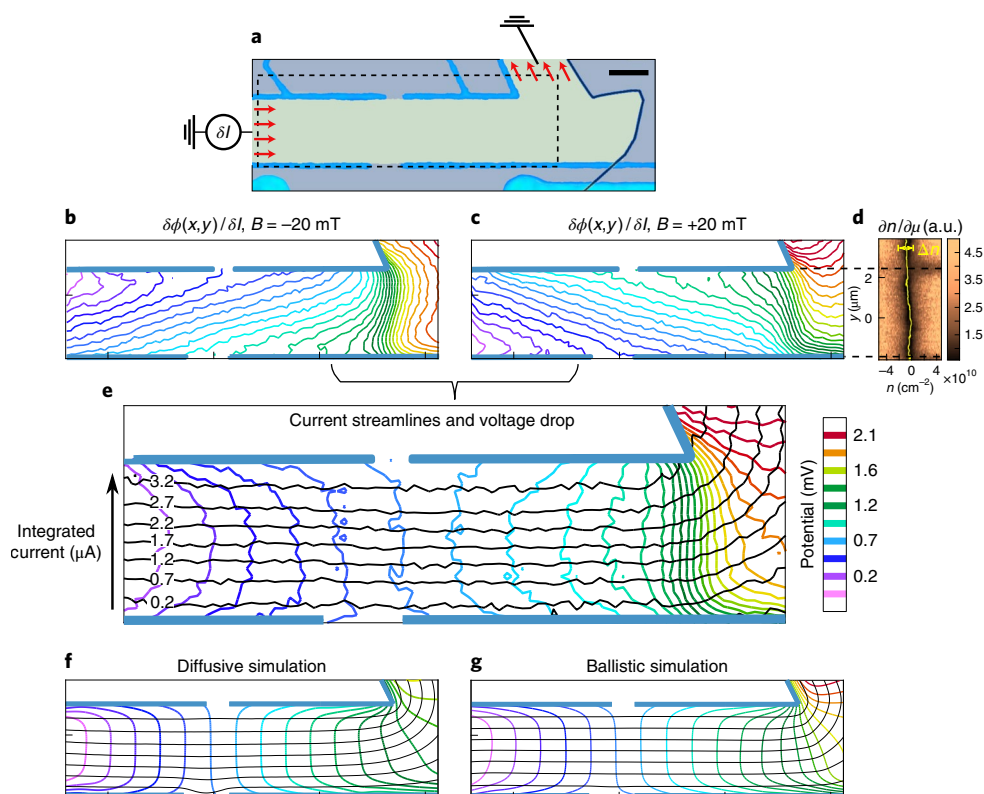 a
δI
b
δϕ(x,y)/δI, B = −20 mT
c
δϕ(x,y)/δI, B = +20 mT
d
∂n/∂μ (a.u.)
Δn
4.5
3.5
2.5
1.5
y(μm)
2
0
−4 0 4
×10¹⁰
n (cm⁻²)
e
Current streamlines and voltage drop
Integrated
current (μA)
3.2
2.7
2.2
1.7
1.2
0.7
0.2
Potential (mV)
2.1
1.6
1.2
0.7
0.2
f
Diffusive simulation
g
Ballistic simulation